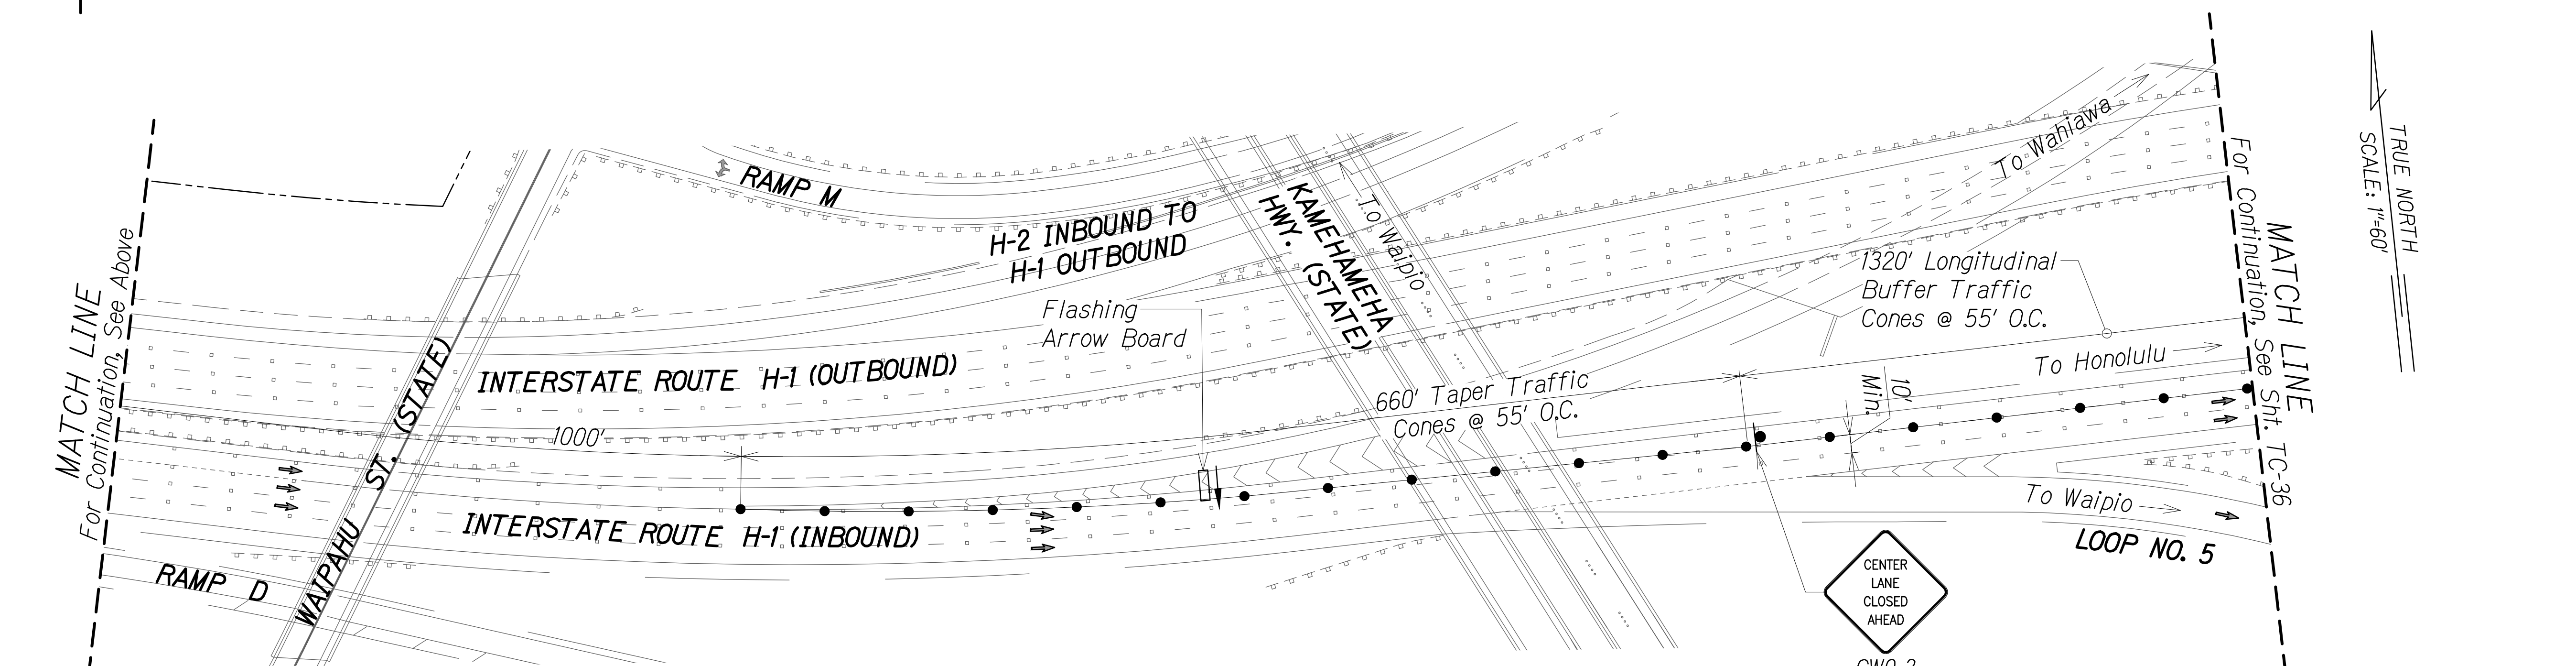 MATCH LINE
For Continuation, See Above
RAMP M
H-2 INBOUND TO
H-1 OUTBOUND
KAMEHAMEHA
HWY. (STATE)
To Waipio
To Wahiawa
For Continuation, See Sht. TC-36
MATCH LINE
TRUE NORTH
SCALE: 1"=60'
Flashing
Arrow Board
1320' Longitudinal
Buffer Traffic
Cones @ 55' O.C.
INTERSTATE ROUTE H-1 (OUTBOUND)
660' Taper Traffic
Cones @ 55' O.C.
10'
Min.
To Honolulu
1000'
WAIPAHU ST. (STATE)
INTERSTATE ROUTE H-1 (INBOUND)
To Waipio
LOOP NO. 5
RAMP D
CENTER
LANE
CLOSED
AHEAD